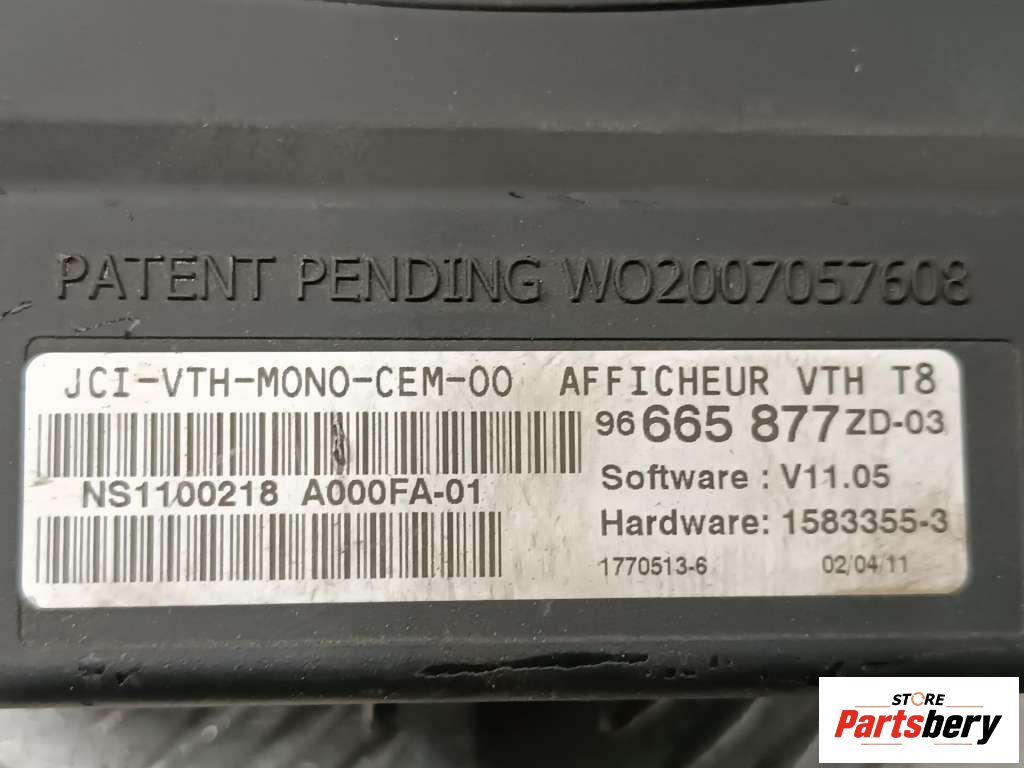 PATENT PENDING WO2007057608
JCI-VTH-MONO-CEM-00 AFFICHEUR VTH T8
96 665 877 ZD-03
NS1100218 A000FA-01
Software : V11.05
Hardware: 1583355-3
1770513-6 02/04/11
STORE
Partsbery